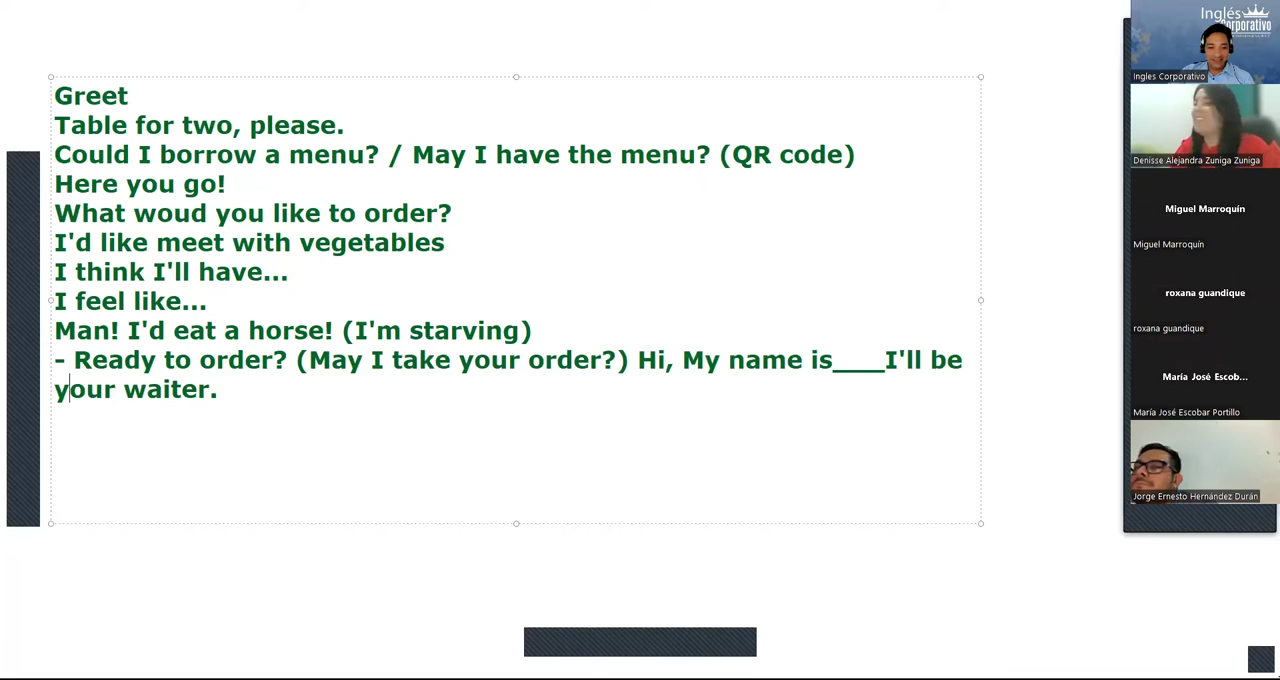 Greet
Table for two, please.
Could I borrow a menu? / May I have the menu? (QR code)
Here you go!
What woud you like to order?
I'd like meet with vegetables
I think I'll have...
I feel like...
Man! I'd eat a horse! (I'm starving)
- Ready to order? (May I take your order?) Hi, My name is___I'll be
your waiter.
Inglés
Corporativo
Ingles Corporativo
Denisse Alejandra Zuniga Zuniga
Miguel Marroquín
Miguel Marroquín
roxana guandique
roxana guandique
María José Escob...
María José Escobar Portillo
Jorge Ernesto Hernández Durán